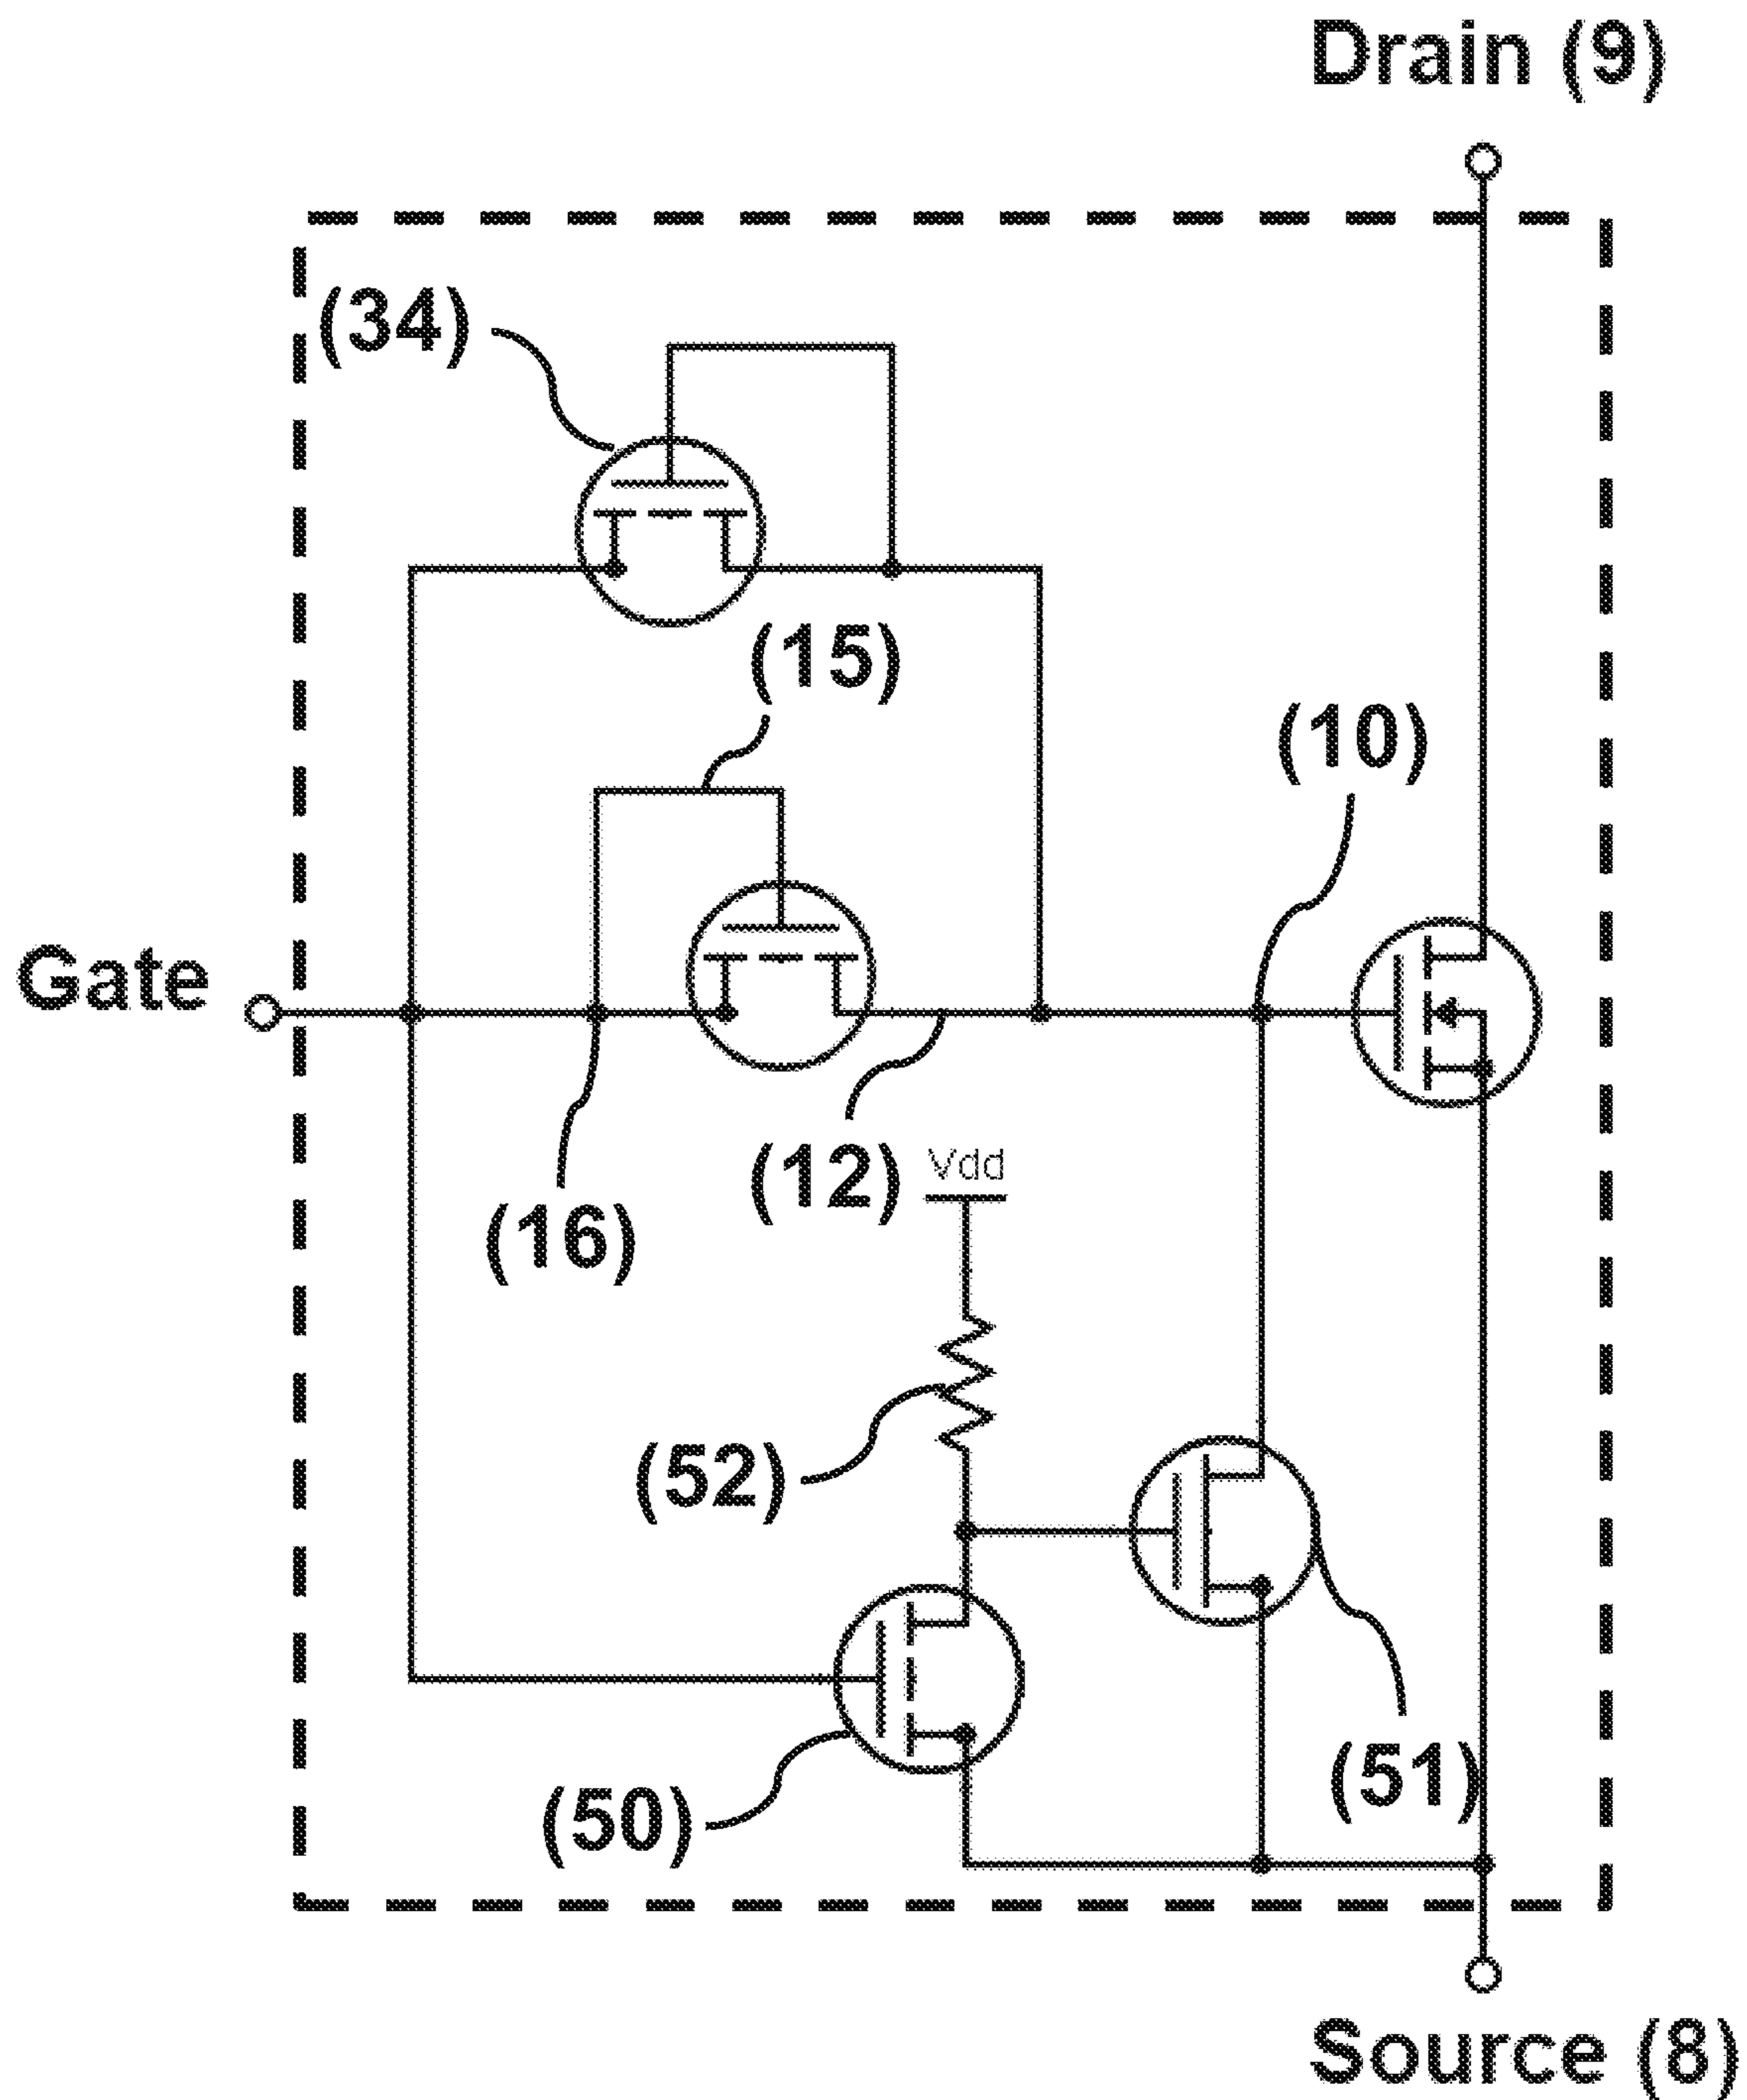 Drain (9)
(34)
(15)
(10)
Gate
(12)
Vdd
(16)
(52)
(51)
(50)
Source (8)